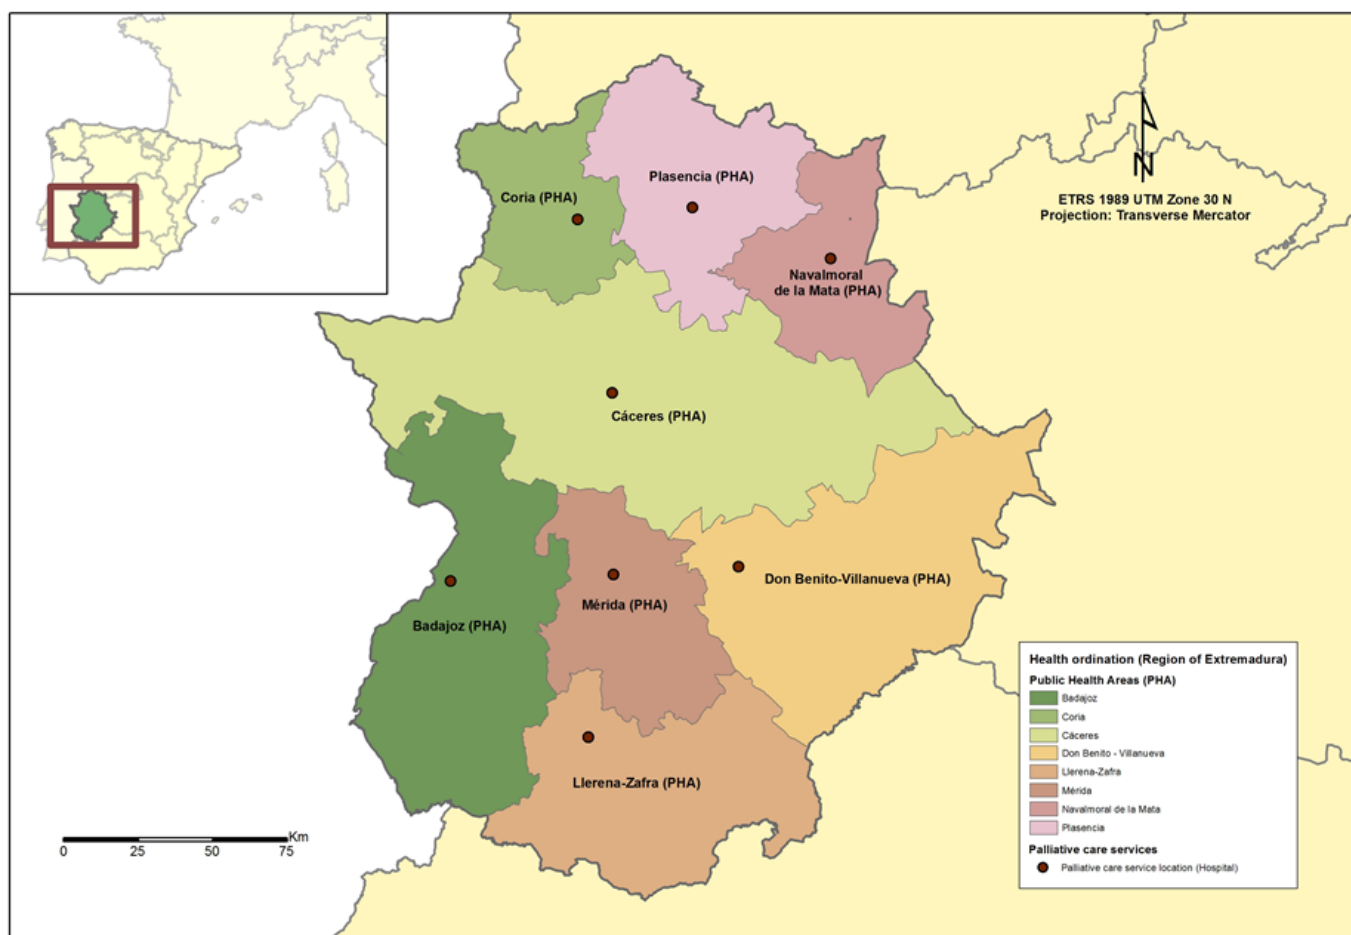 N
ETRS 1989 UTM Zone 30 N
Projection: Transverse Mercator
Plasencia (PHA)
Coria (PHA)
Navalmoral
de la Mata (PHA)
Cáceres (PHA)
Don Benito-Villanueva (PHA)
Mérida (PHA)
Badajoz (PHA)
Llerena-Zafra (PHA)
Km
0 25 50 75
Health ordination (Region of Extremadura)
Public Health Areas (PHA)
Badajoz
Coria
Cáceres
Don Benito - Villanueva
Llerena-Zafra
Mérida
Navalmoral de la Mata
Plasencia
Palliative care services
Palliative care service location (Hospital)